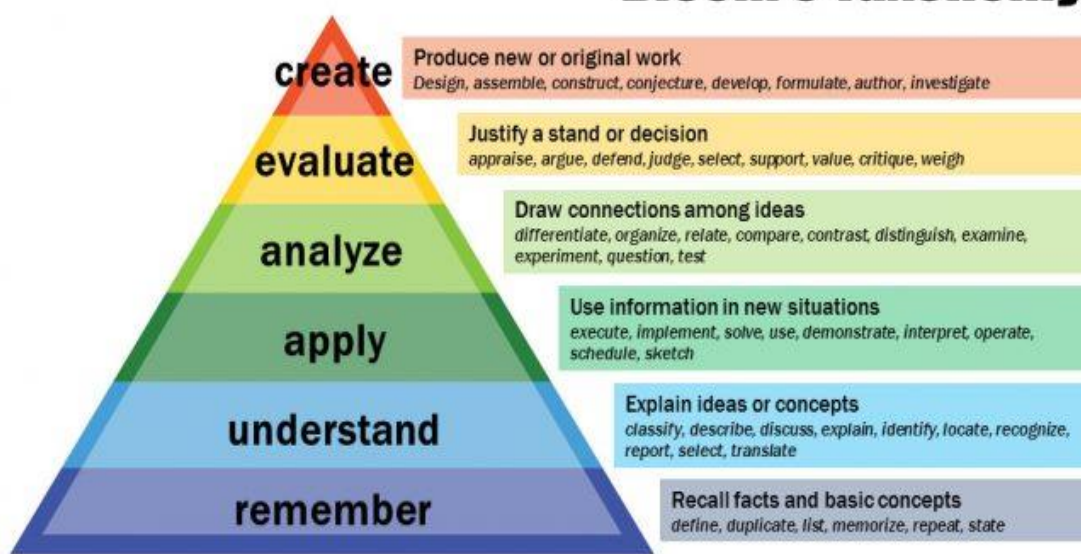 create
Produce new or original work
Design, assemble, construct, conjecture, develop, formulate, author, investigate
evaluate
Justify a stand or decision
appraise, argue, defend, judge, select, support, value, critique, weigh
analyze
Draw connections among ideas
differentiate, organize, relate, compare, contrast, distinguish, examine,
experiment, question, test
apply
Use information in new situations
execute, implement, solve, use, demonstrate, interpret, operate,
schedule, sketch
understand
Explain ideas or concepts
classify, describe, discuss, explain, identify, locate, recognize,
report, select, translate
remember
Recall facts and basic concepts
define, duplicate, list, memorize, repeat, state